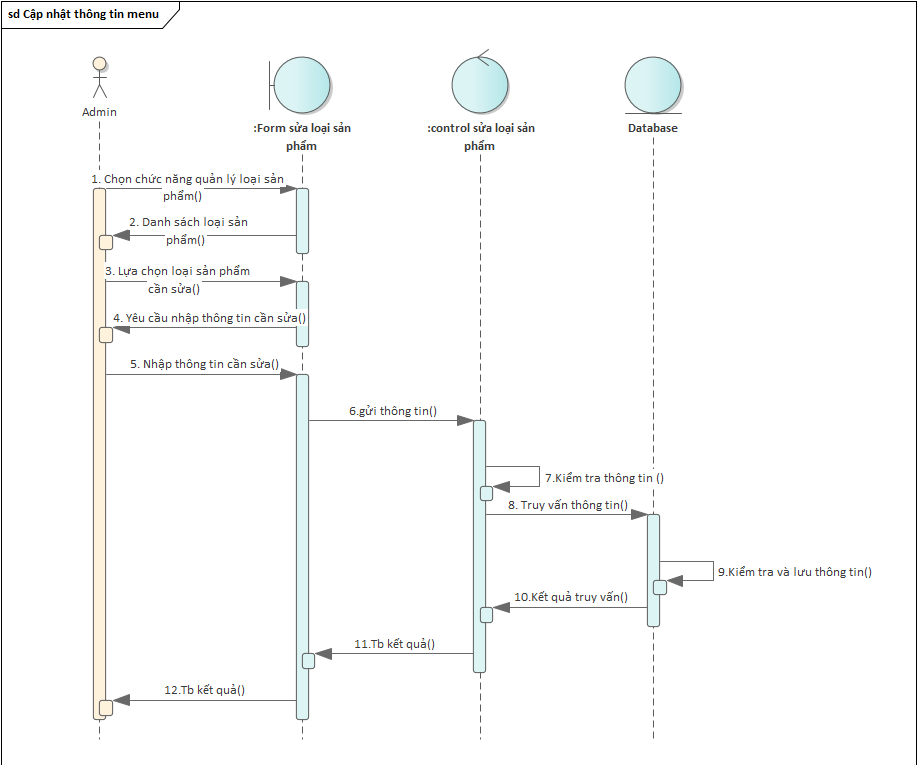 sd Cập nhật thông tin menu
Admin
:Form sửa loại sản
phẩm
:control sửa loại sản
phẩm
Database
1. Chọn chức năng quản lý loại sản
phẩm()
2. Danh sách loại sản
phẩm()
3. Lựa chọn loại sản phẩm
cần sửa()
4. Yêu cầu nhập thông tin cần sửa()
5. Nhập thông tin cần sửa()
6.gửi thông tin()
7.Kiểm tra thông tin ()
8. Truy vấn thông tin()
9.Kiểm tra và lưu thông tin()
10.Kết quả truy vấn()
11.Tb kết quả()
12.Tb kết quả()